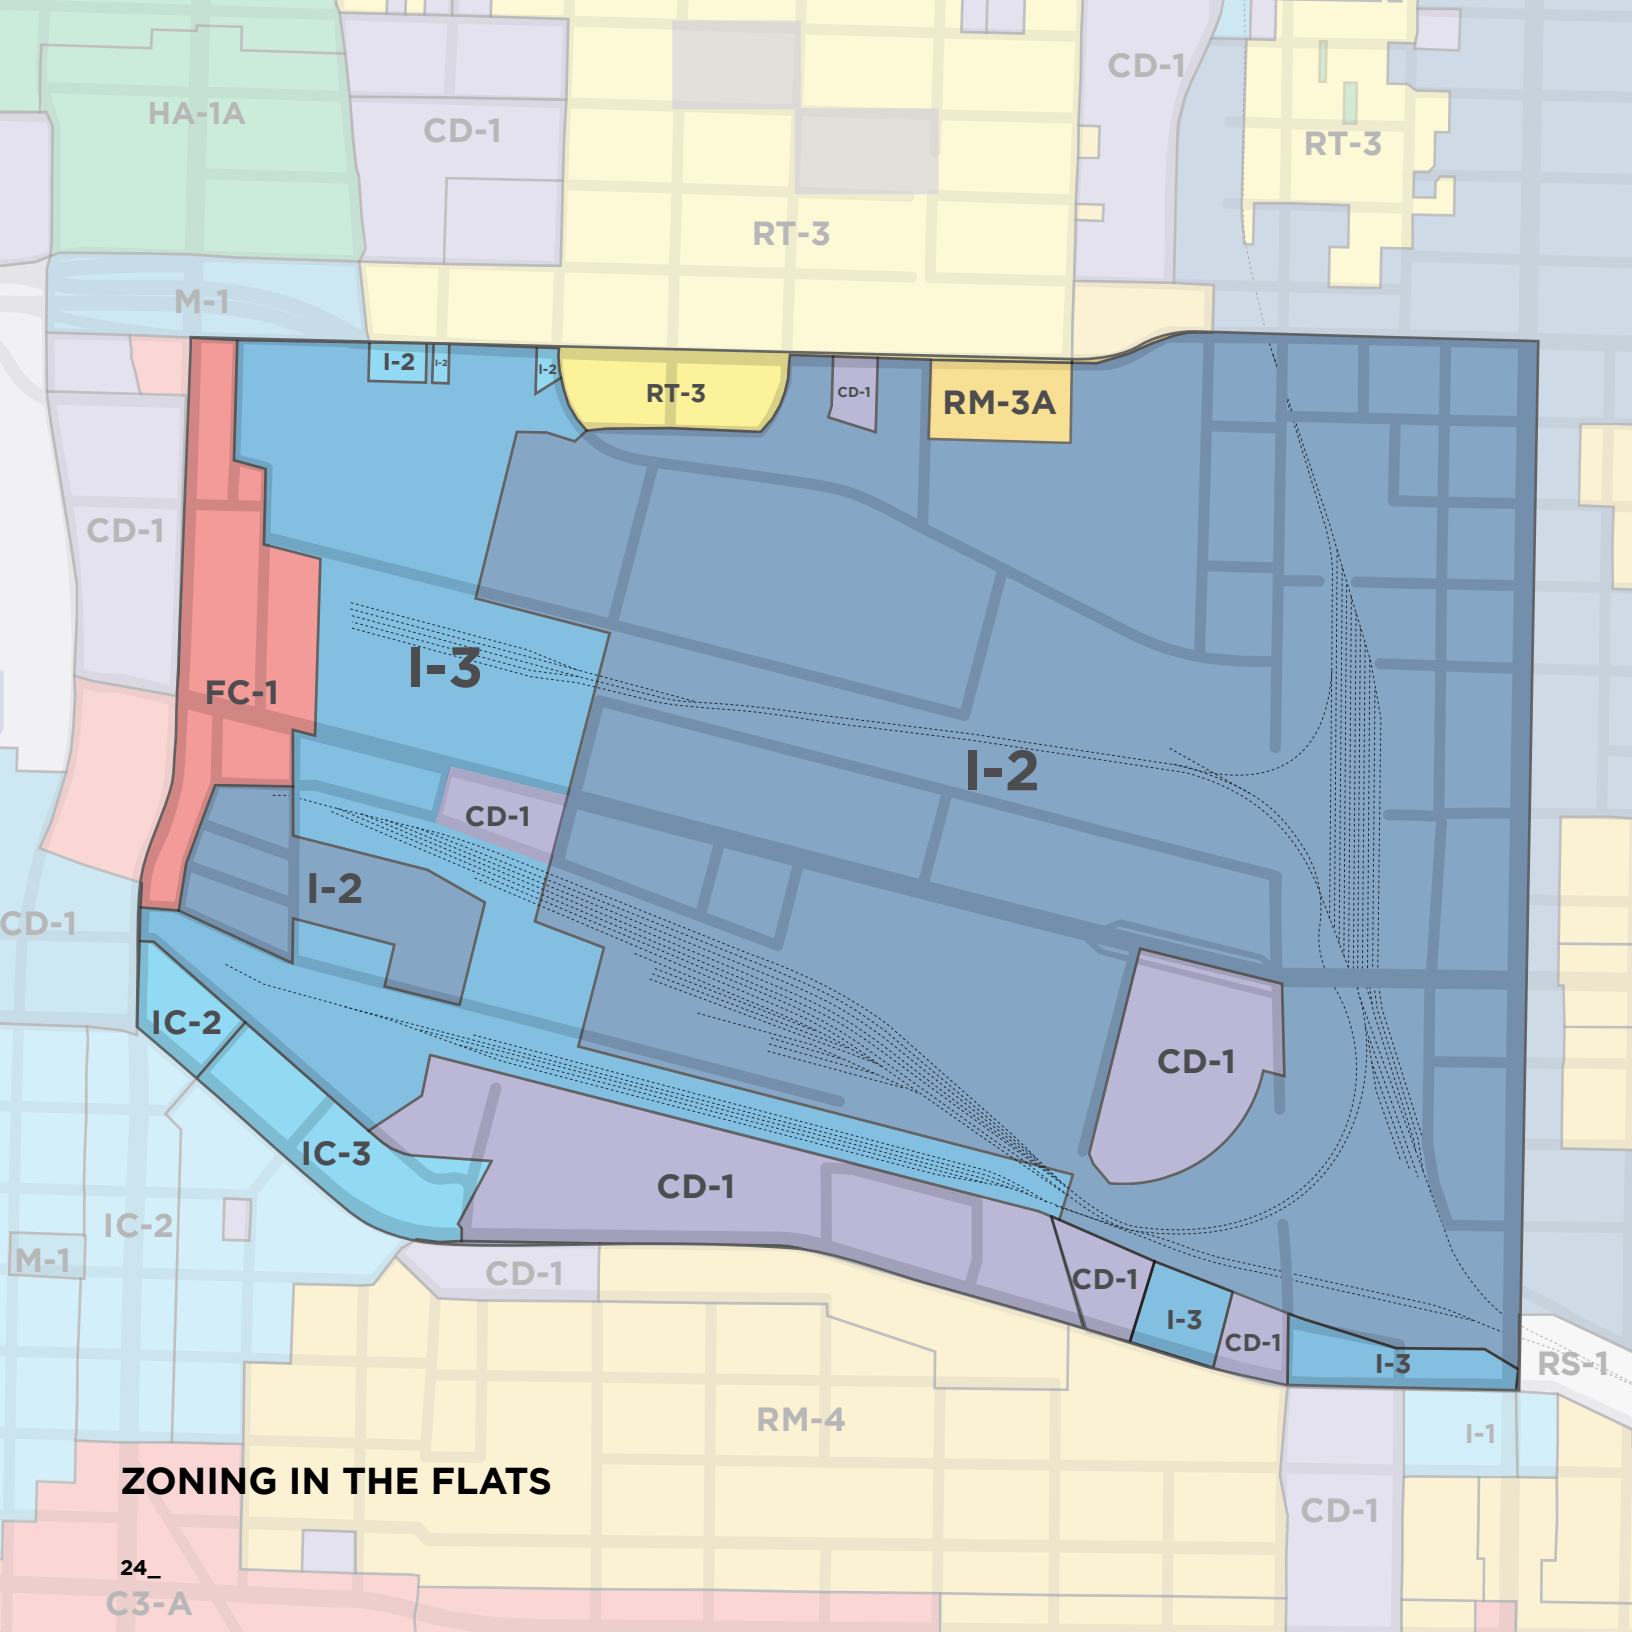 CD-1
HA-1A
CD-1
RT-3
RT-3
M-1
I-2
I-2
I-2
RT-3
CD-1
RM-3A
CD-1
I-3
FC-1
I-2
CD-1
I-2
CD-1
IC-2
CD-1
IC-3
CD-1
IC-2
M-1
CD-1
CD-1
I-3
CD-1
I-3
RS-1
RM-4
I-1
ZONING IN THE FLATS
CD-1
24_
C3-A